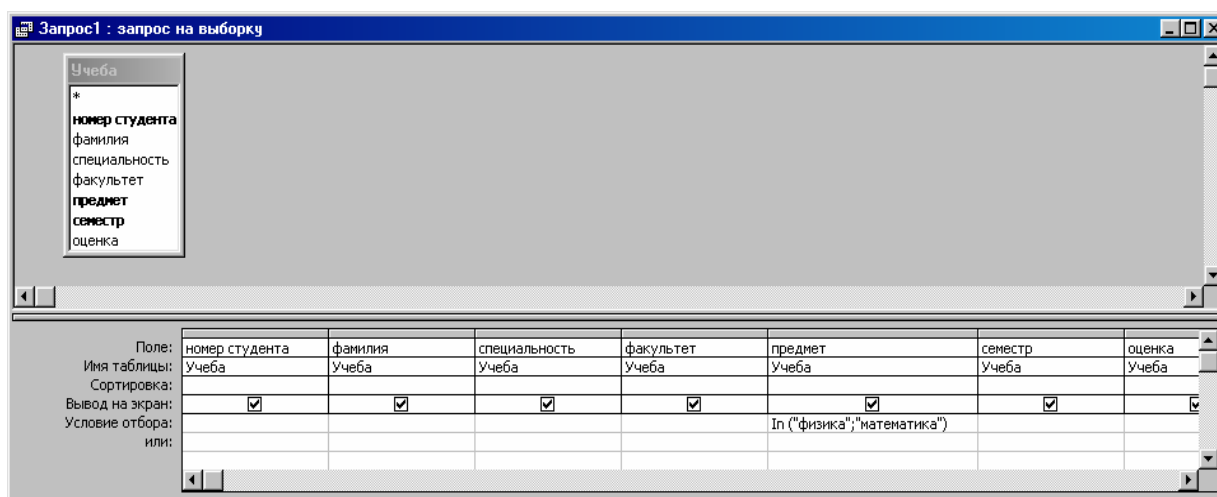 Запрос1 : запрос на выборку
Учеба
*
номер студента
фамилия
специальность
факультет
предмет
семестр
оценка
Поле: номер студента фамилия специальность факультет предмет семестр оценка
Имя таблицы: Учеба Учеба Учеба Учеба Учеба Учеба Учеба
Сортировка:
Вывод на экран:
Условие отбора: In ("физика";"математика")
или: